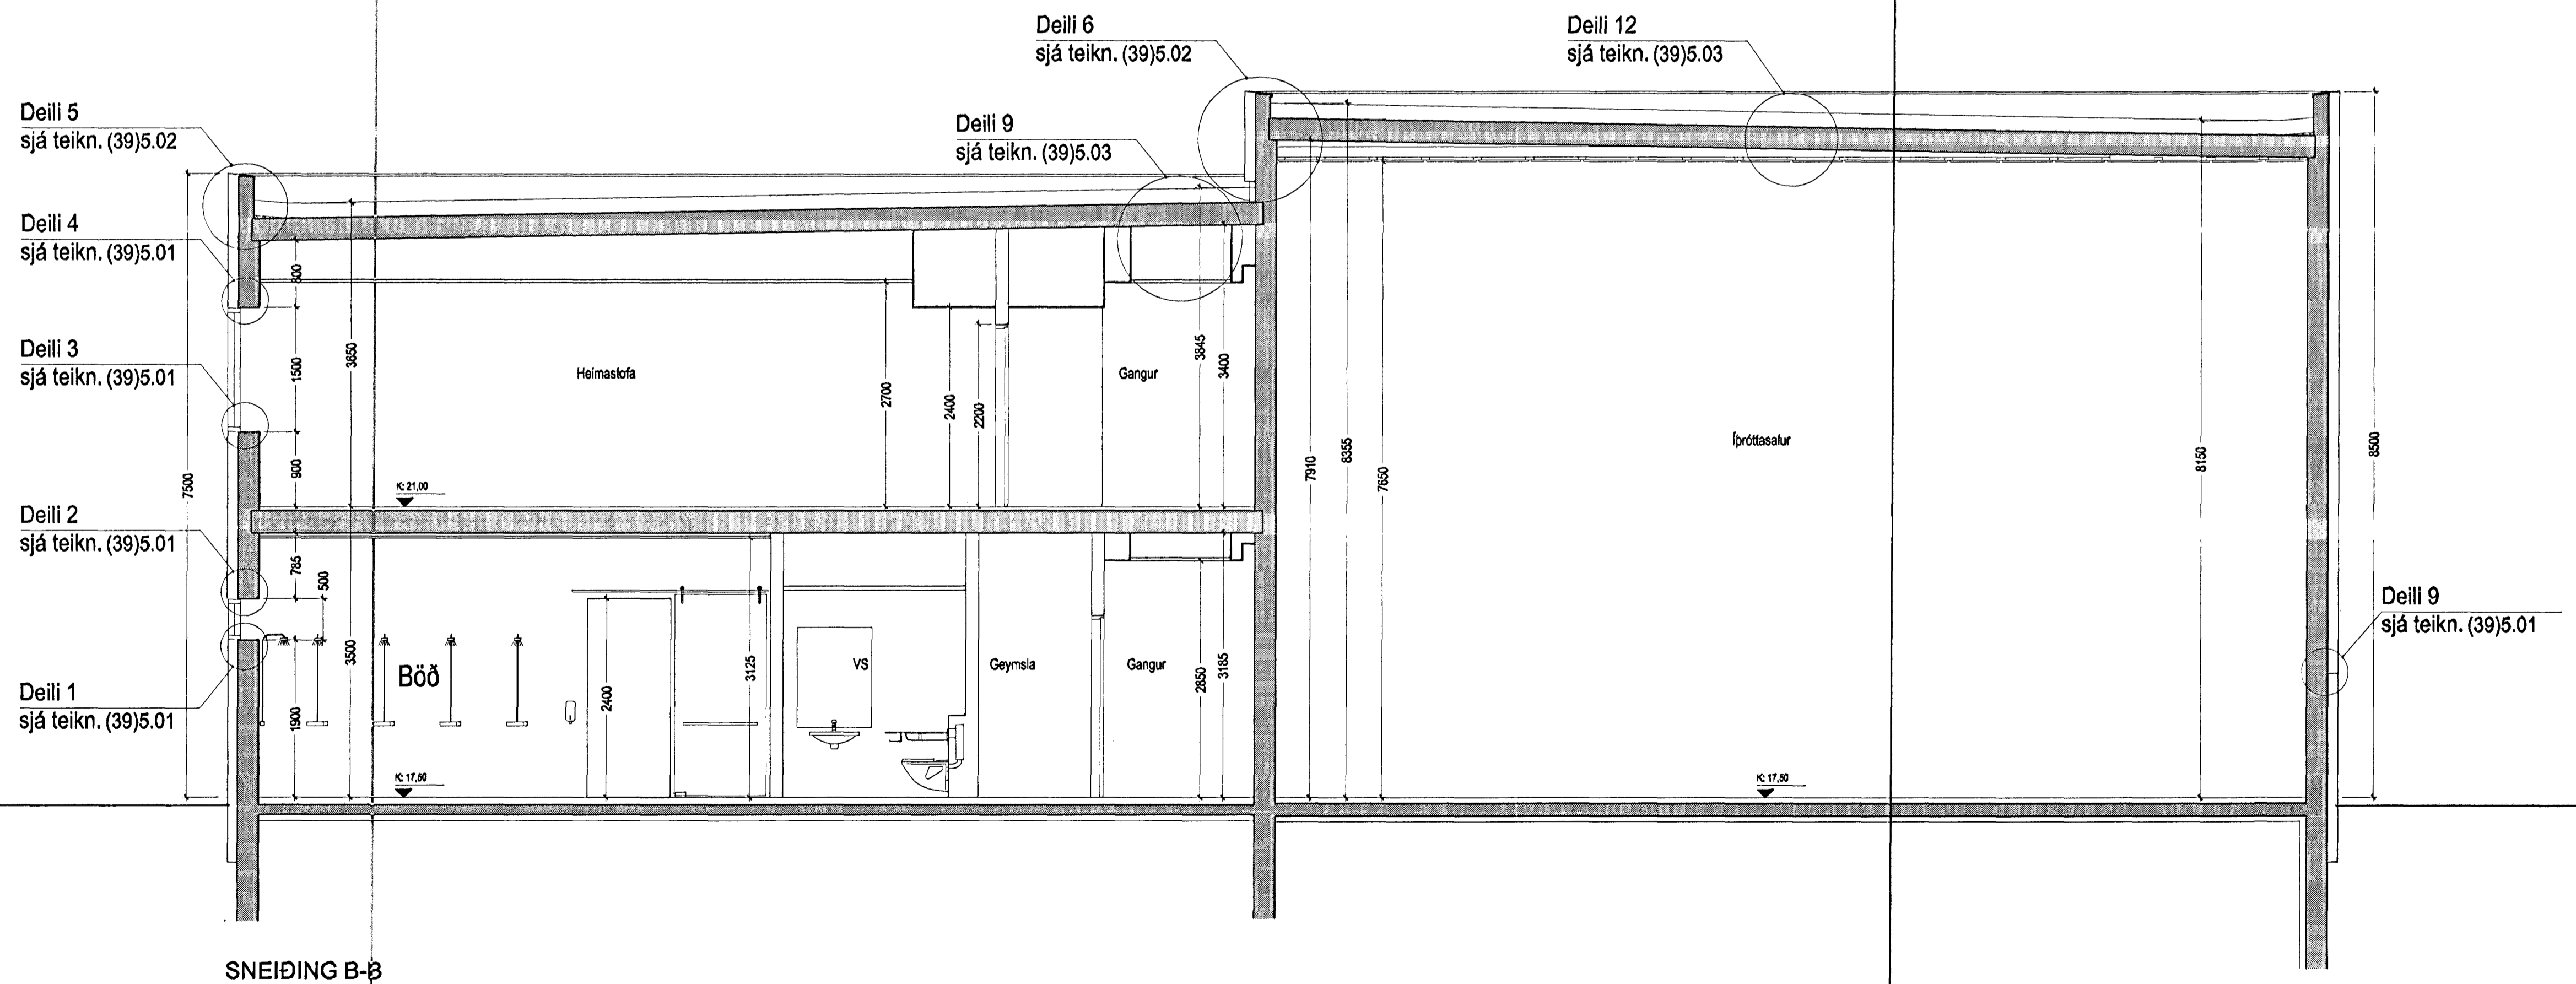 Deili 6
sjá teikn. (39)5.02
Deili 12
sjá teikn. (39)5.03
Deili 5
sjá teikn. (39)5.02
Deili 9
sjá teikn. (39)5.03
Deili 4
sjá teikn. (39)5.01
Deili 3
sjá teikn. (39)5.01
Deili 2
sjá teikn. (39)5.01
Deili 1
sjá teikn. (39)5.01
Deili 9
sjá teikn. (39)5.01
7500
1500
900
3650
Heimastofa
2700
2400
2200
Gangur
3845
3400
K: 21,00
7910
8355
7650
Íþróttasalur
8150
8500
785
500
1900
3500
Böð
2400
3125
VS
Geymsla
Gangur
2850
3185
K: 17,50
K: 17,50
SNEIÐING B-B